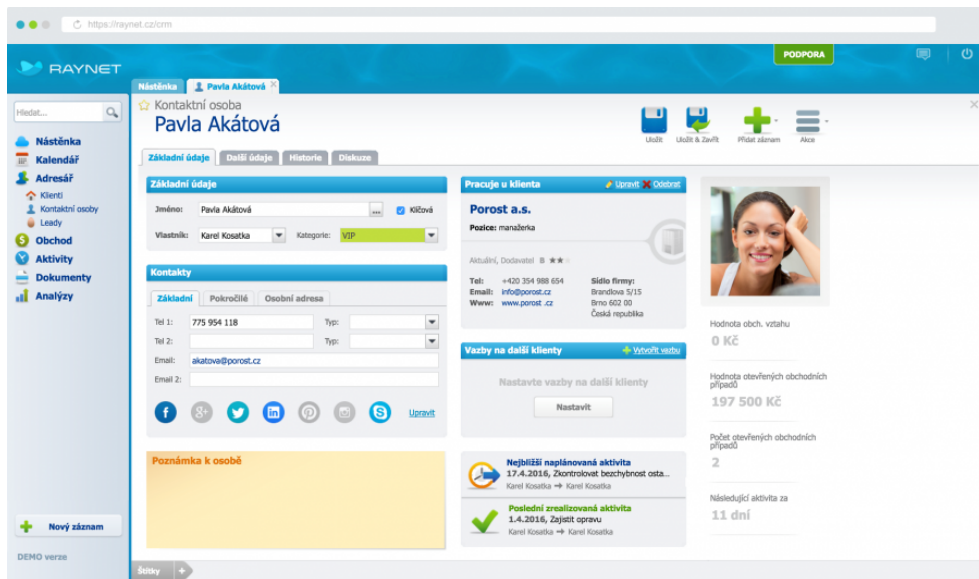 https://raynet.cz/crm
RAYNET
PODPORA
Nástěnka
Pavla Akátová
Hledat...
Nástěnka
Kalendář
Adresář
Klienti
Kontaktní osoby
Leady
Obchod
Aktivity
Dokumenty
Analýzy
Nový záznam
DEMO verze
Kontaktní osoba
Pavla Akátová
Uložit
Uložit & Zavřít
Přidat záznam
Akce
Základní údaje
Další údaje
Historie
Diskuze
Základní údaje
Jméno: Pavla Akátová ... Klíčová
Vlastník: Karel Kosatka Kategorie: VIP
Kontakty
Základní
Pokročilé
Osobní adresa
Tel 1: 775 954 118 Typ:
Tel 2: Typ:
Email: akatova@porost.cz
Email 2:
Upravit
Poznámka k osobě
Pracuje u klienta Upravit Odebrat
Porost a.s.
Pozice: manažerka
Aktuální, Dodavatel B
Tel: +420 354 988 654
Email: info@porost.cz
Www: www.porost .cz
Sídlo firmy:
Brandlova 5/15
Brno 602 00
Česká republika
Vazby na další klienty Vytvořit vazbu
Nastavte vazby na další klienty
Nastavit
Nejbližší naplánovaná aktivita
17.4.2016, Zkontrolovat bezchybnost osta...
Karel Kosatka ➔ Karel Kosatka
Poslední zrealizovaná aktivita
1.4.2016, Zajistit opravu
Karel Kosatka ➔ Karel Kosatka
Hodnota obch. vztahu
0 Kč
Hodnota otevřených obchodních
případů
197 500 Kč
Počet otevřených obchodních
případů
2
Následující aktivita za
11 dní
Štítky +